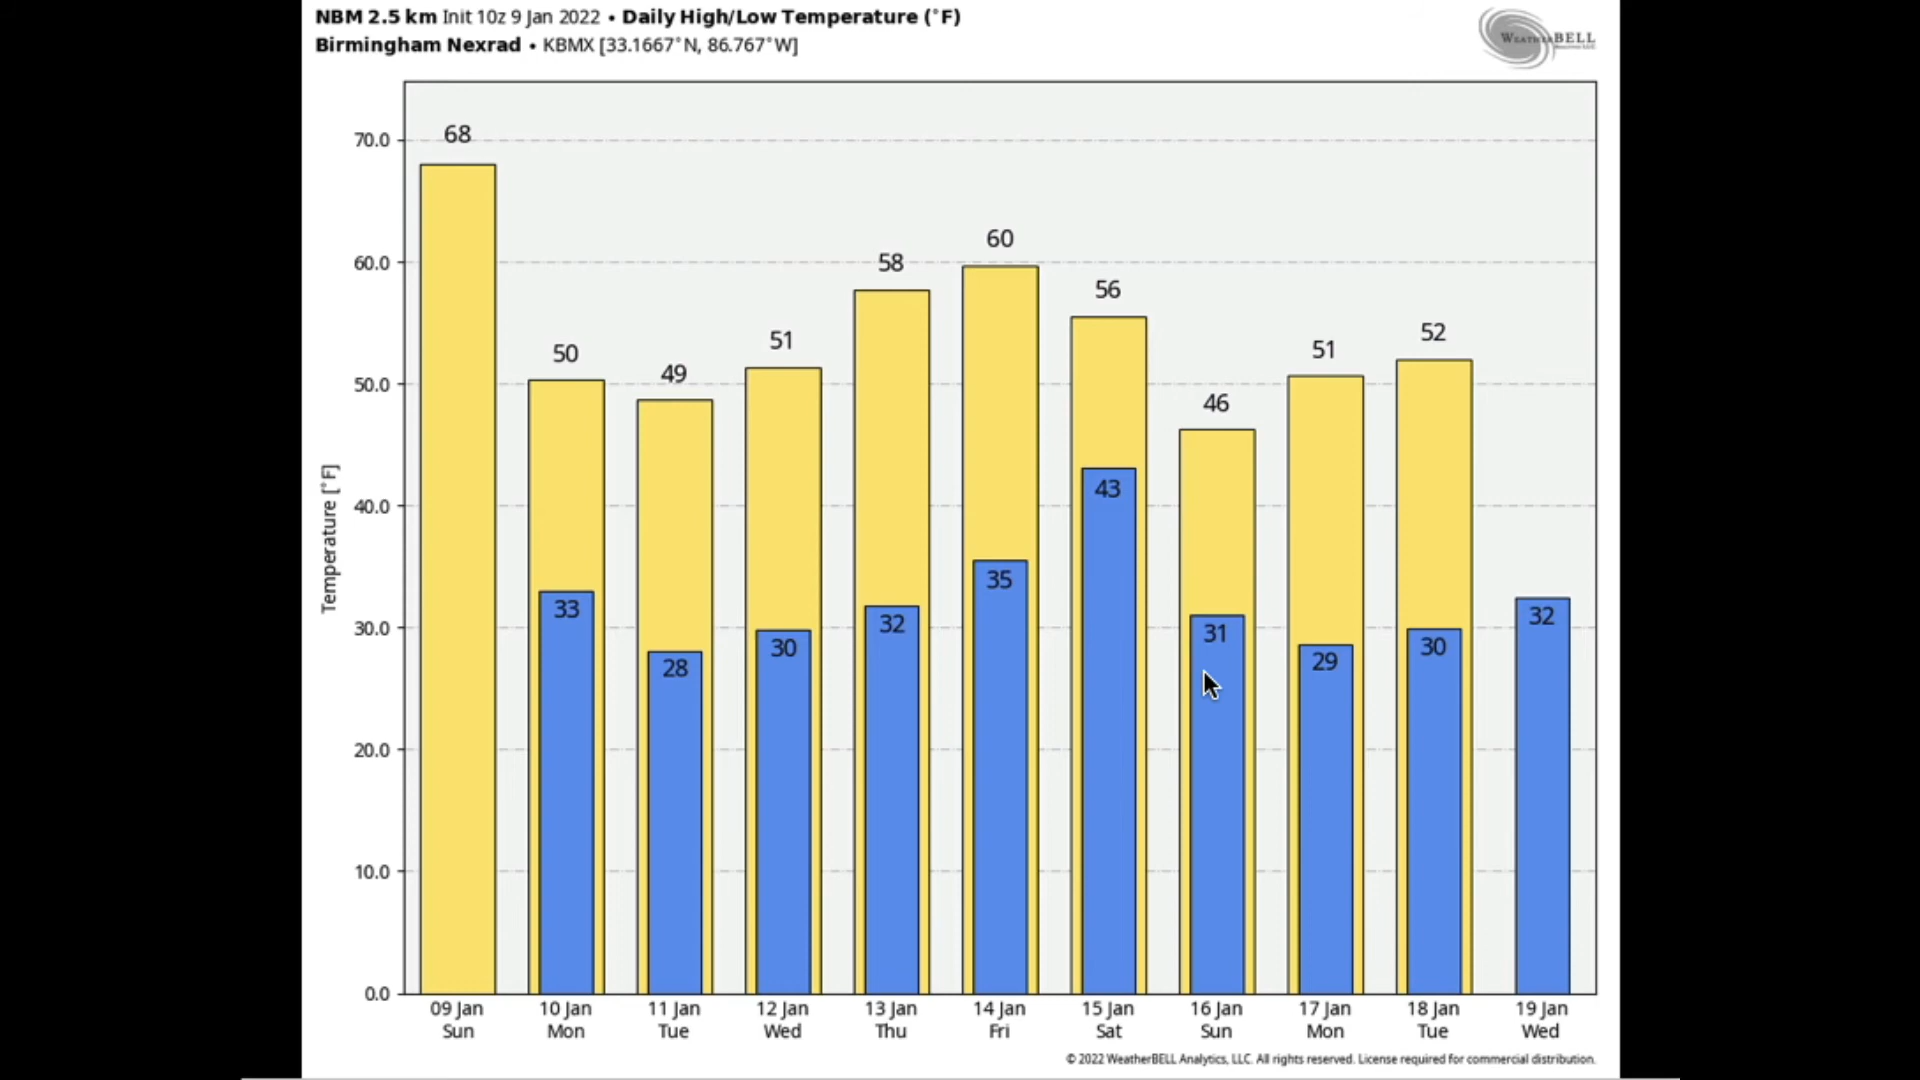 NBM 2.5 km Init 10z 9 Jan 2022 • Daily High/Low Temperature (°F)
Birmingham Nexrad • KBMX [33.1667°N, 86.767°W]
WEATHERBELL
70.0
60.0
50.0
40.0
30.0
20.0
10.0
0.0
Temperature [°F]
68
50
49
51
58
60
56
46
51
52
33
28
30
32
35
43
31
29
30
32
09 Jan
Sun
10 Jan
Mon
11 Jan
Tue
12 Jan
Wed
13 Jan
Thu
14 Jan
Fri
15 Jan
Sat
16 Jan
Sun
17 Jan
Mon
18 Jan
Tue
19 Jan
Wed
© 2022 WeatherBELL Analytics, LLC. All rights reserved. License required for commercial distribution.